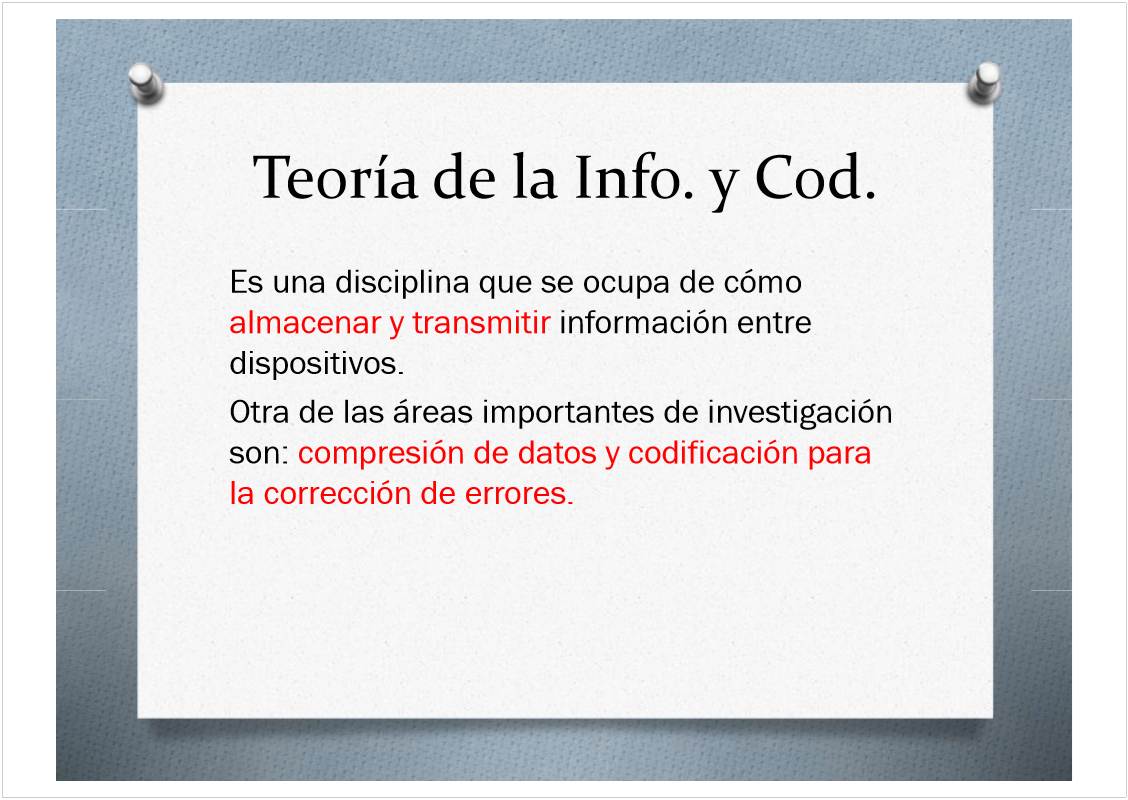 Teoría de la Info. y Cod.
Es una disciplina que se ocupa de cómo
almacenar y transmitir información entre
dispositivos.
Otra de las áreas importantes de investigación
son: compresión de datos y codificación para
la corrección de errores.